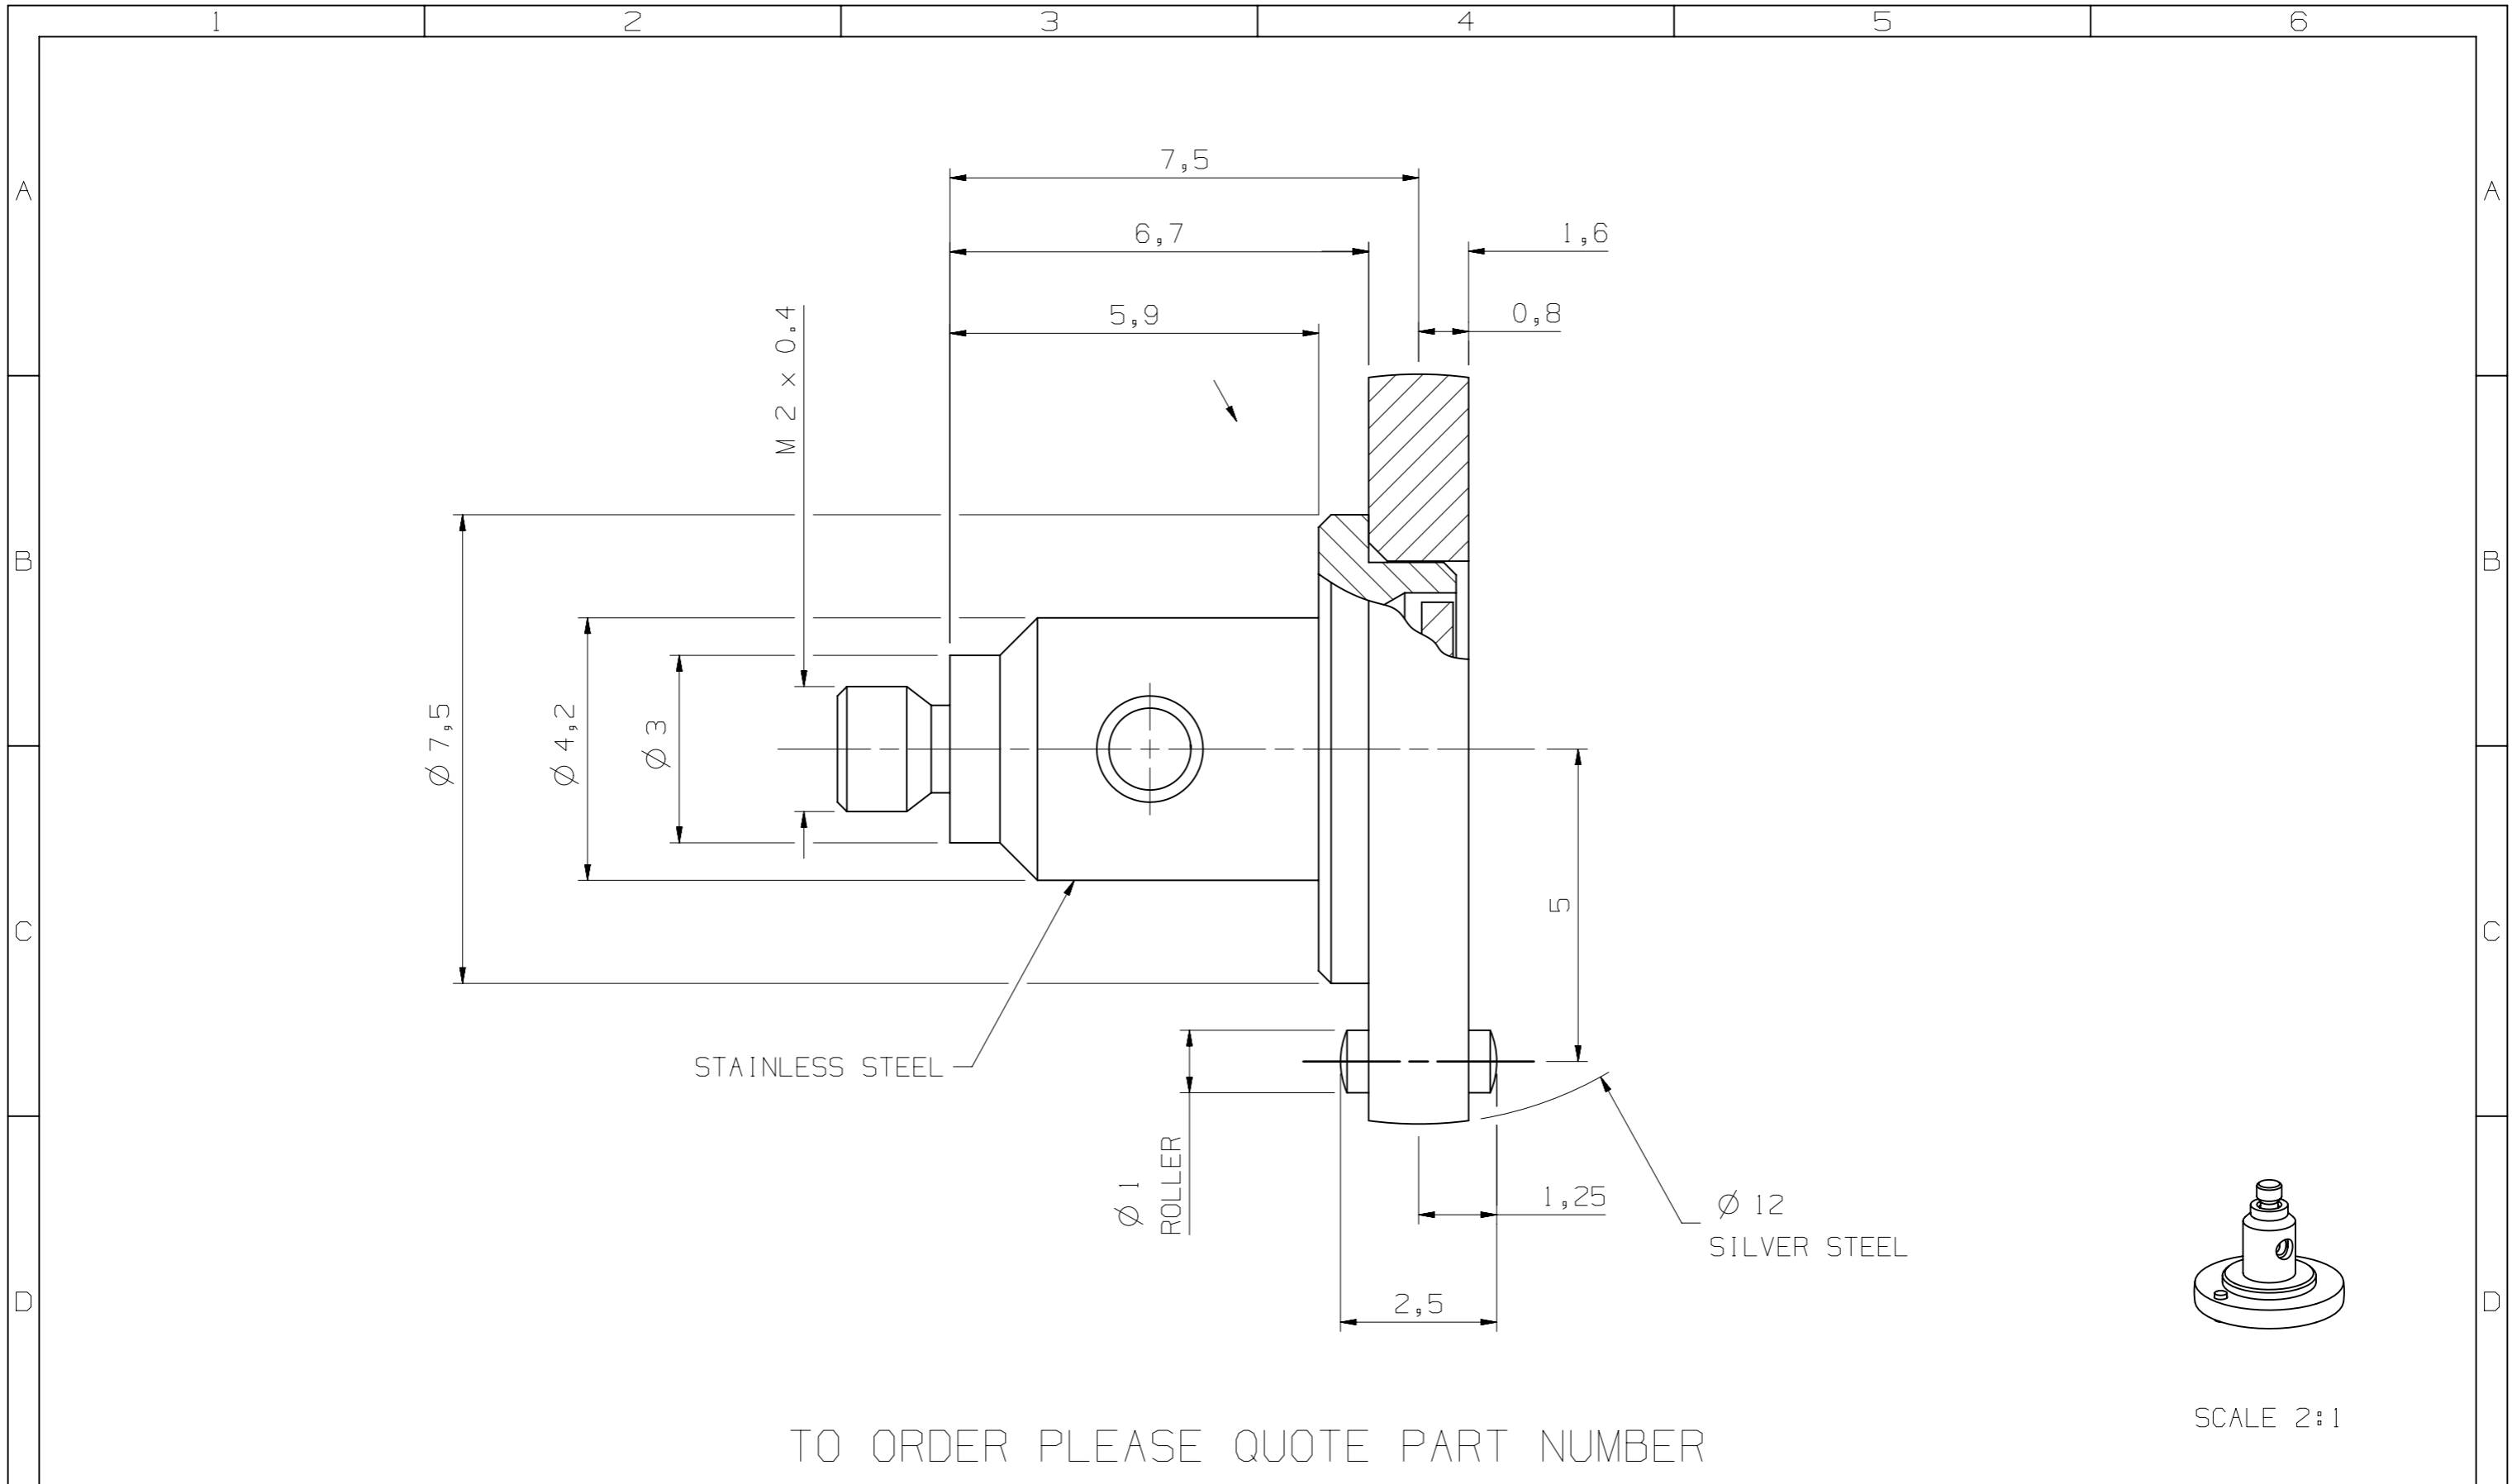 1 2 3 4 5 6
A A
7,5
6,7 1,6
5,9 0,8
M 2 x 0.4
B B
Ø 7,5
Ø 4,2
Ø 3
5
C C
STAINLESS STEEL
Ø 1
ROLLER
1,25
Ø 12
SILVER STEEL
2,5
D D
SCALE 2:1
TO ORDER PLEASE QUOTE PART NUMBER